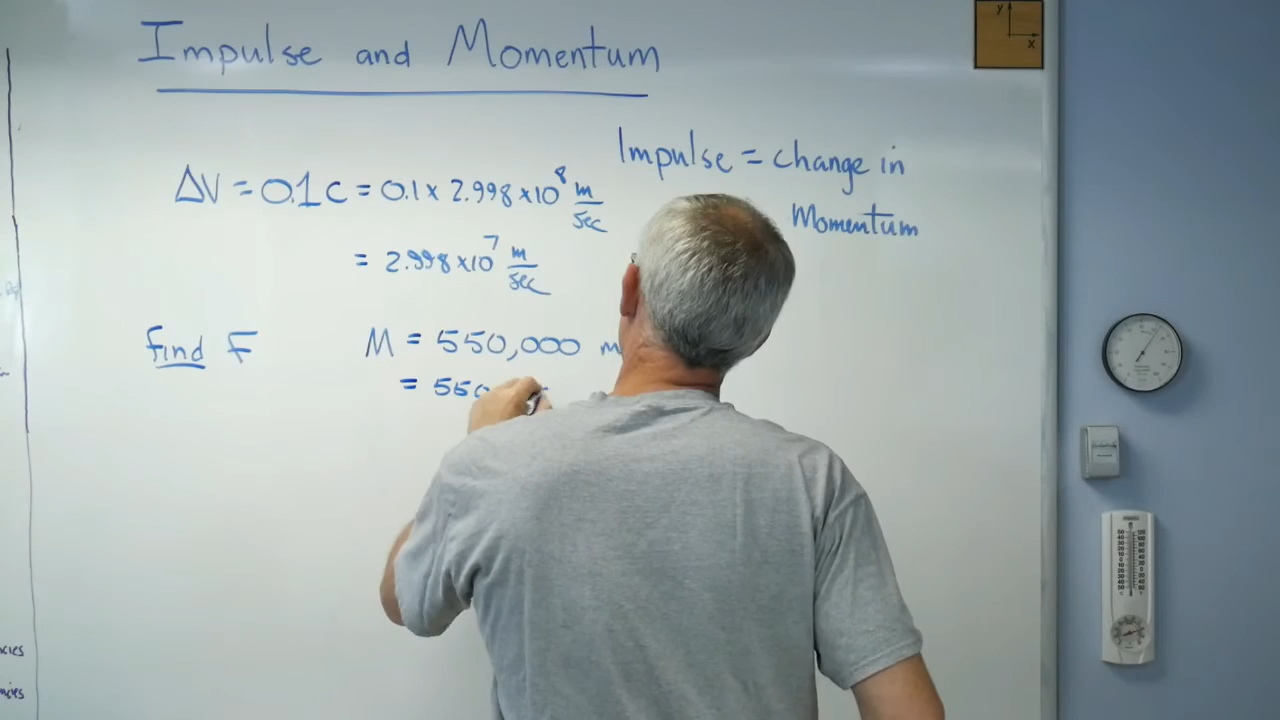 Impulse and Momentum
y
x
Impulse = change in
Momentum
ΔV = 0.1C = 0.1 x 2.998 x10⁸ m/sec
= 2.998 x10⁷ m/sec
find F
M = 550,000 m
= 550